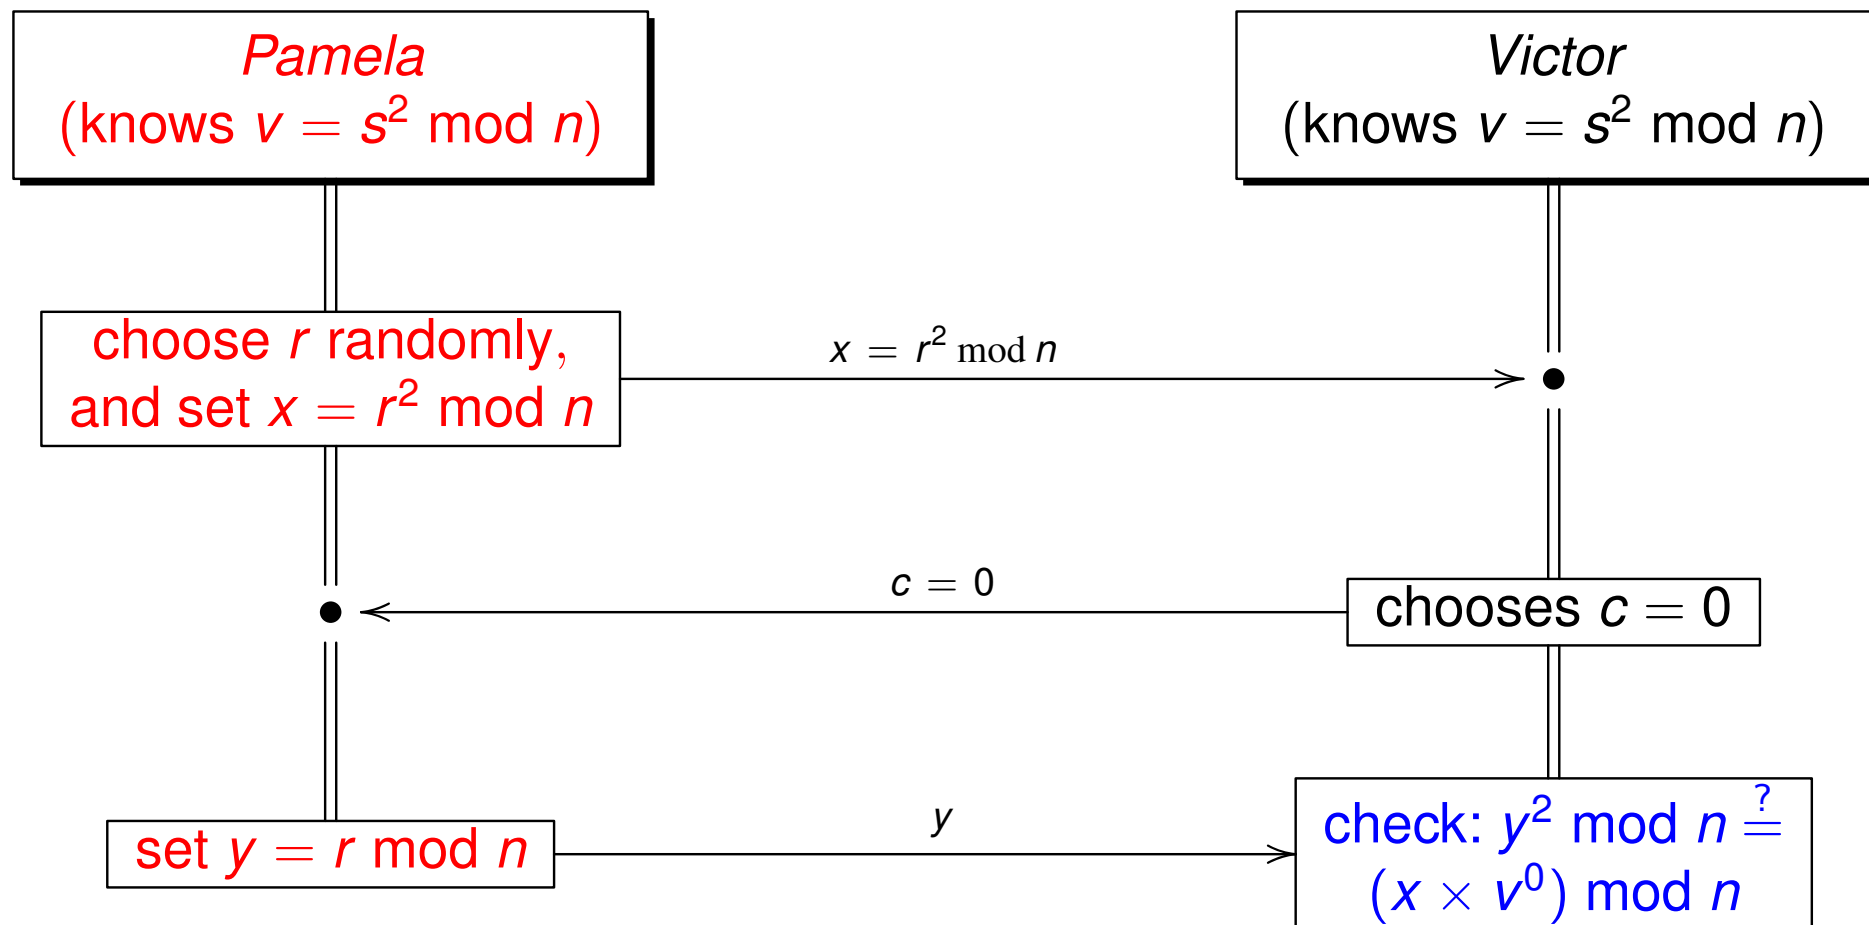 Pamela
(knows v = s² mod n)
Victor
(knows v = s² mod n)
choose r randomly,
and set x = r² mod n
x = r² mod n
c = 0
chooses c = 0
set y = r mod n
y
check: y² mod n ≟
(x × v⁰) mod n